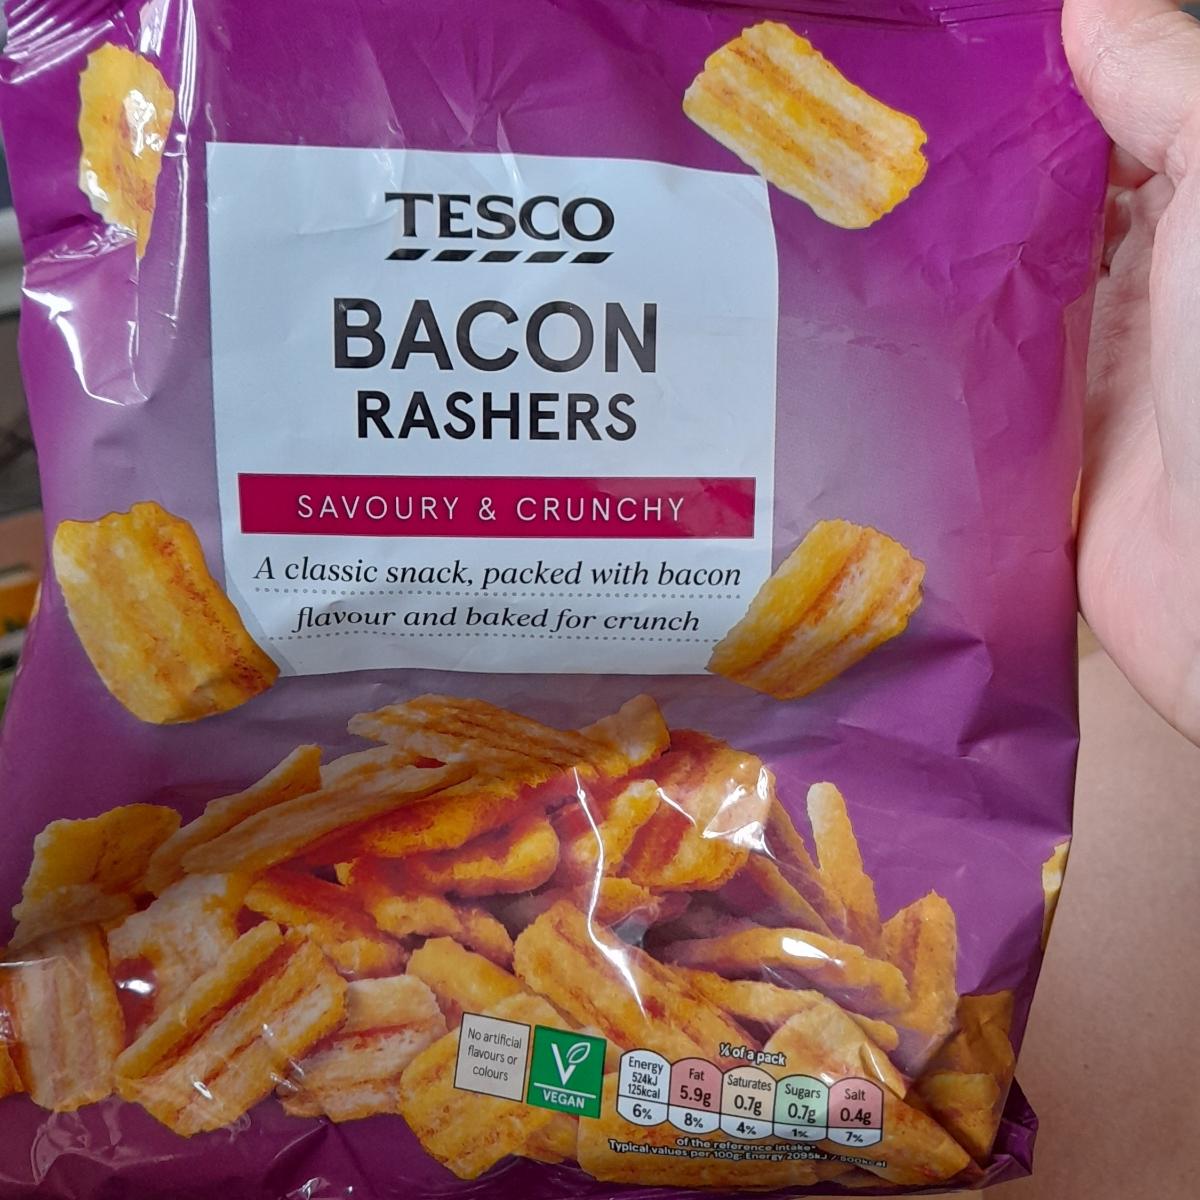 TESCO
BACON
RASHERS
SAVOURY & CRUNCHY
A classic snack, packed with bacon
flavour and baked for crunch
No artificial
flavours or
colours
VEGAN
of a pack
Energy
524kJ
125kcal
6%
Fat
5.9g
8%
Saturates
0.7g
4%
Sugars
0.7g
1%
Salt
0.4g
7%
of the reference intake*
Typical values per 100g: Energy 2095kJ / 500kcal